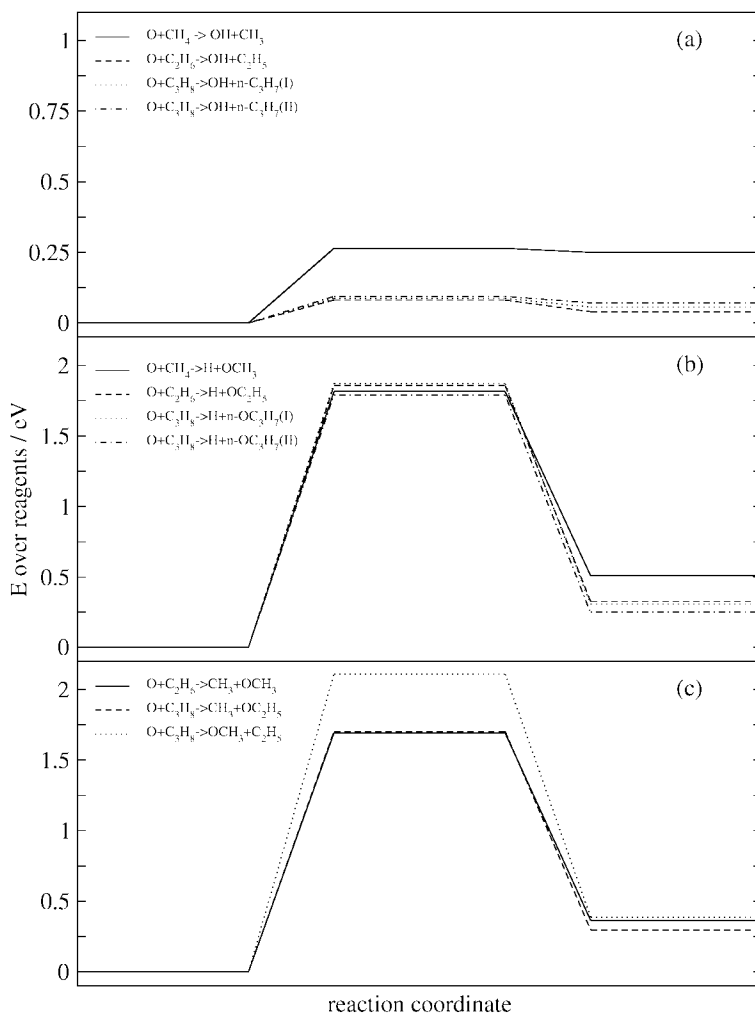 1
0.75
0.5
0.25
0
O+CH₄ -> OH+CH₃
O+C₂H₆->OH+C₂H₅
O+C₃H₈->OH+n-C₃H₇(I)
O+C₃H₈->OH+n-C₃H₇(II)
(a)
2
1.5
1
0.5
0
O+CH₄->H+OCH₃
O+C₂H₆->H+OC₂H₅
O+C₃H₈->H+n-OC₃H₇(I)
O+C₃H₈->H+n-OC₃H₇(II)
(b)
E over reagents / eV
2
1.5
1
0.5
0
O+C₂H₆->CH₃+OCH₃
O+C₃H₈->CH₃+OC₂H₅
O+C₃H₈->OCH₃+C₂H₅
(c)
reaction coordinate